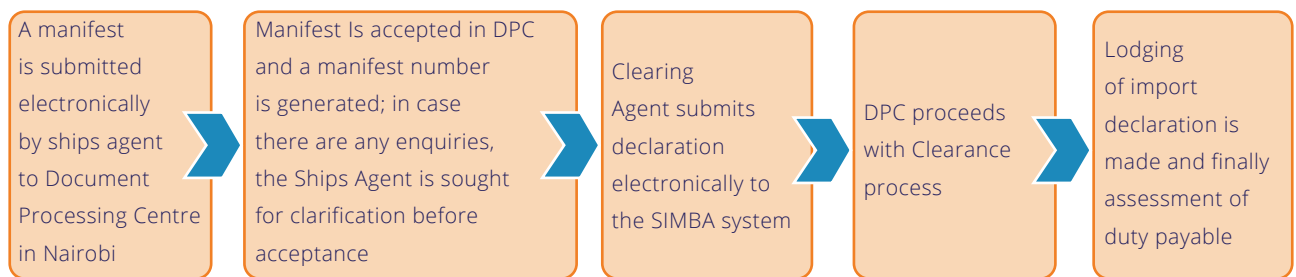 A manifest
is submitted
electronically
by ships agent
to Document
Processing Centre
in Nairobi
Manifest Is accepted in DPC
and a manifest number
is generated; in case
there are any enquiries,
the Ships Agent is sought
for clarification before
acceptance
Clearing
Agent submits
declaration
electronically to
the SIMBA system
DPC proceeds
with Clearance
process
Lodging
of import
declaration is
made and finally
assessment of
duty payable